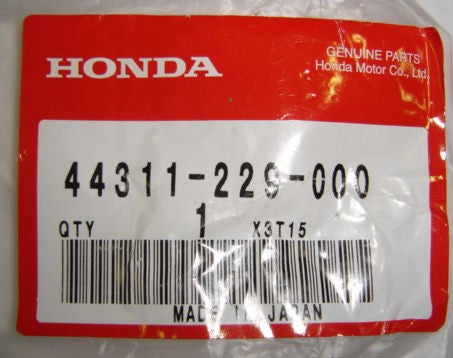 HONDA
GENUINE PARTS
Honda Motor Co., Ltd.
44311-229-000
QTY 1 X3T15
MADE IN JAPAN